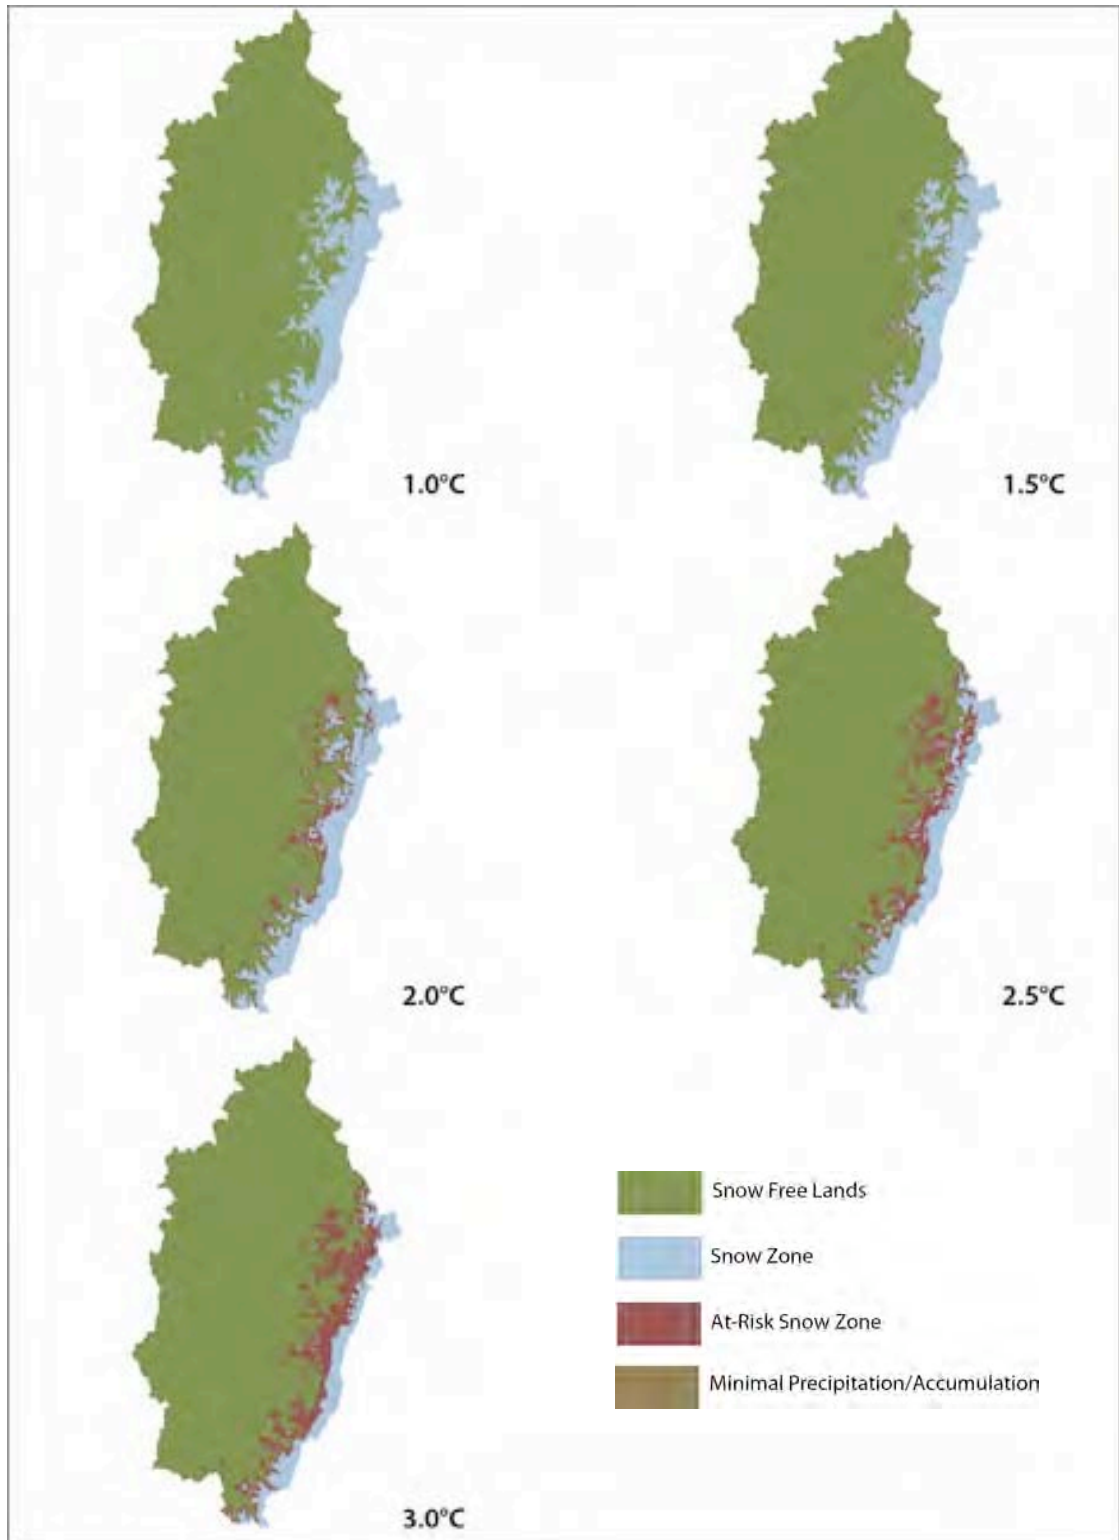 1.0°C
1.5°C
2.0°C
2.5°C
Snow Free Lands
Snow Zone
At-Risk Snow Zone
Minimal Precipitation/Accumulation
3.0°C